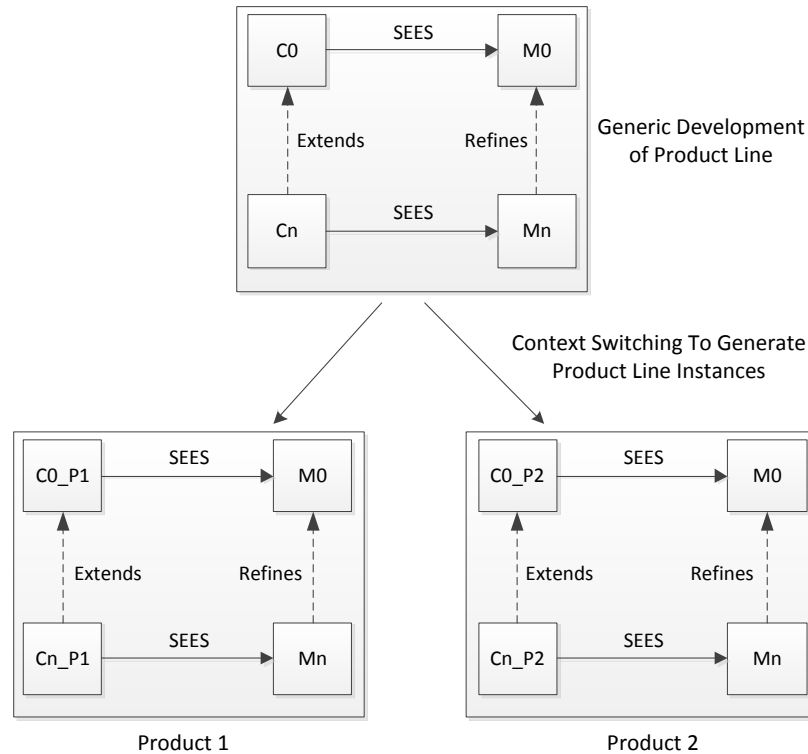 SEES
C0
M0
Extends
Refines
Generic Development
of Product Line
SEES
Cn
Mn
Context Switching To Generate
Product Line Instances
SEES
C0_P1
M0
Extends
Refines
SEES
Cn_P1
Mn
Product 1
SEES
C0_P2
M0
Extends
Refines
SEES
Cn_P2
Mn
Product 2